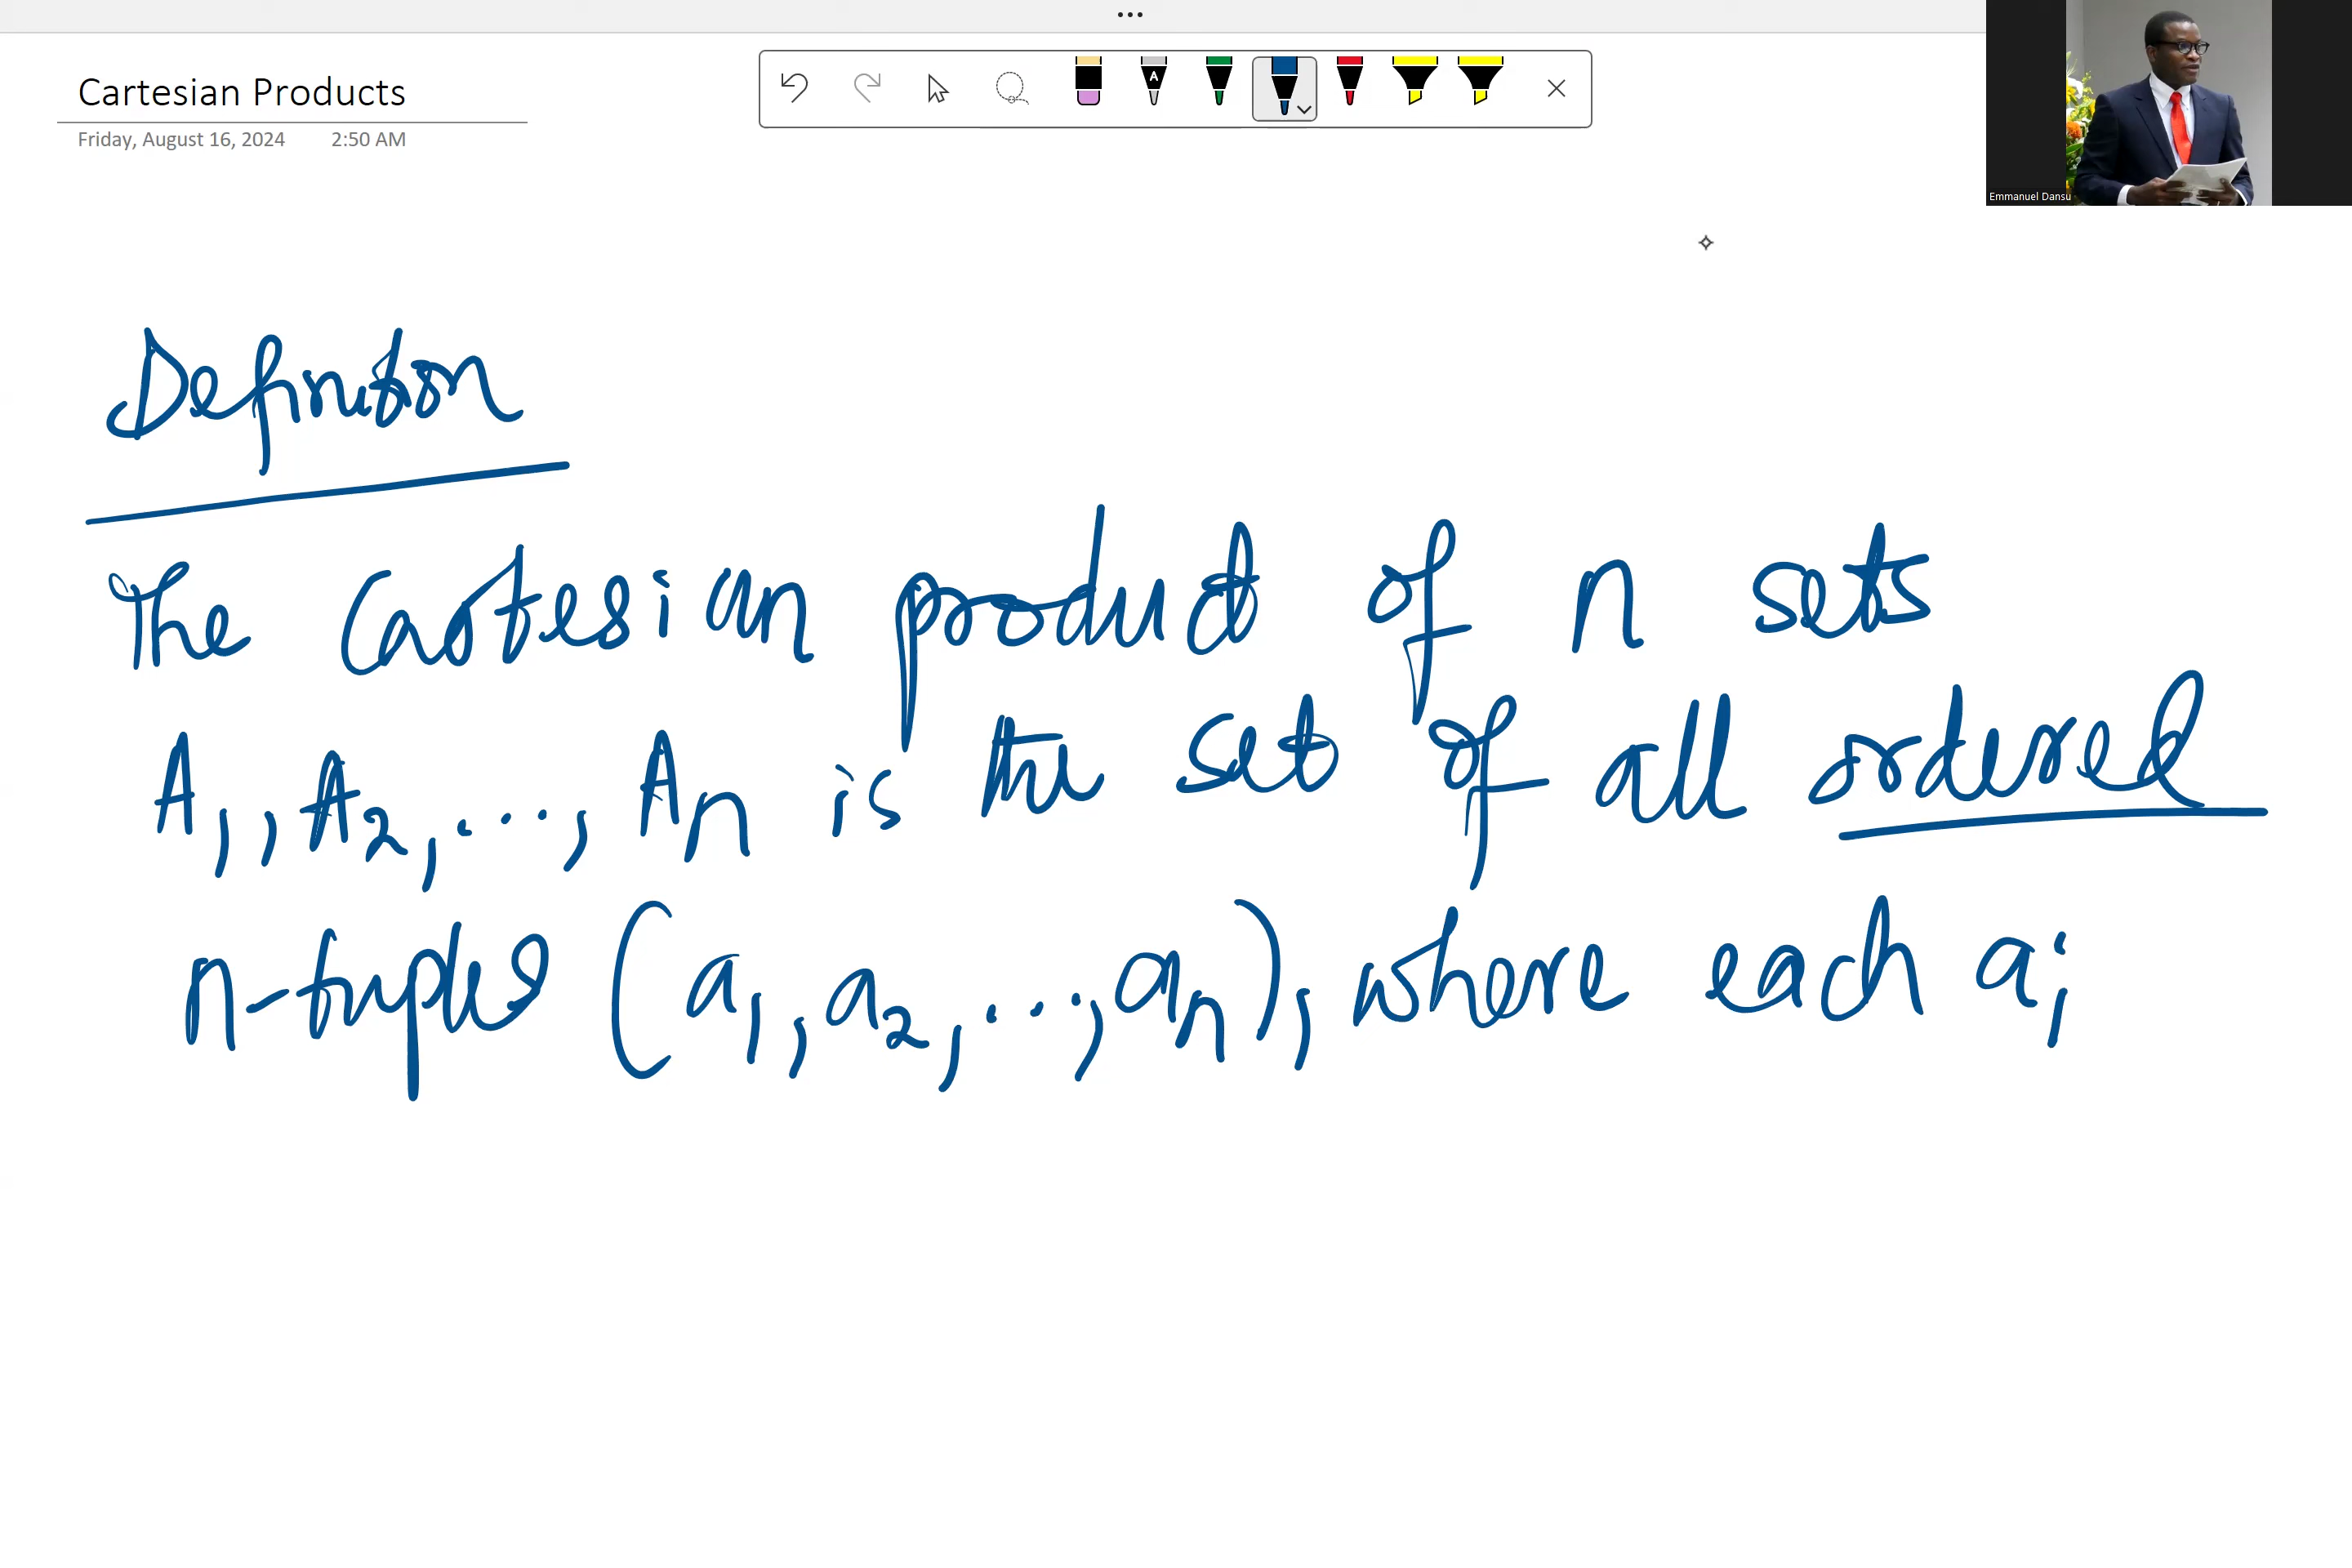 Cartesian Products
Friday, August 16, 2024 2:50 AM
A
Emmanuel Dansu
Definition
The Cartesian product of n sets
A₁, A₂, ..., Aₙ is the set of all ordered
n-tuples (a₁, a₂, ..., aₙ), where each aᵢ